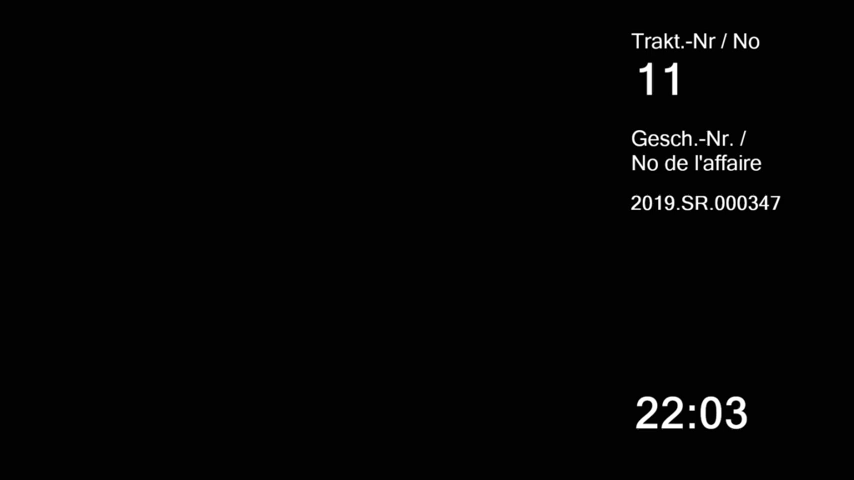 Trakt.-Nr / No
11
Gesch.-Nr. /
No de l'affaire
2019.SR.000347
22:03